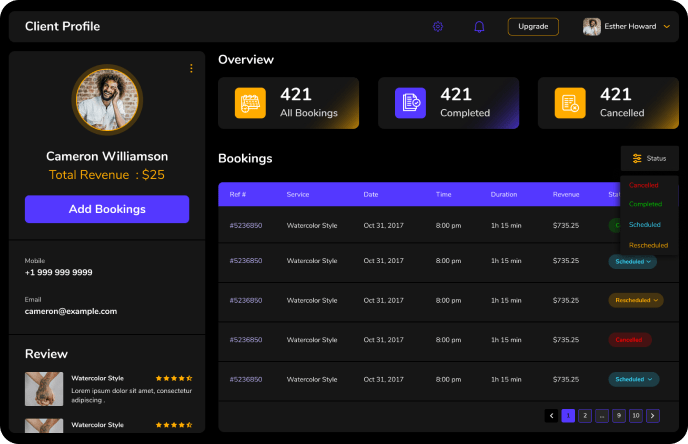 Client Profile
Upgrade
Esther Howard
Cameron Williamson
Total Revenue : $25
Add Bookings
Mobile
+1 999 999 9999
Email
cameron@example.com
Review
Watercolor Style
Lorem ipsum dolor sit amet, consectetur
adipiscing .
Watercolor Style
Overview
421
All Bookings
421
Completed
421
Cancelled
Bookings
Status
Cancelled
Completed
Scheduled
Rescheduled
Ref # Service Date Time Duration Revenue
#5236850 Watercolor Style Oct 31, 2017 8:00 pm 1h 15 min $735.25
#5236850 Watercolor Style Oct 31, 2017 8:00 pm 1h 15 min $735.25 Scheduled
#5236850 Watercolor Style Oct 31, 2017 8:00 pm 1h 15 min $735.25 Rescheduled
#5236850 Watercolor Style Oct 31, 2017 8:00 pm 1h 15 min $735.25 Cancelled
#5236850 Watercolor Style Oct 31, 2017 8:00 pm 1h 15 min $735.25 Scheduled
1 2 ... 9 10